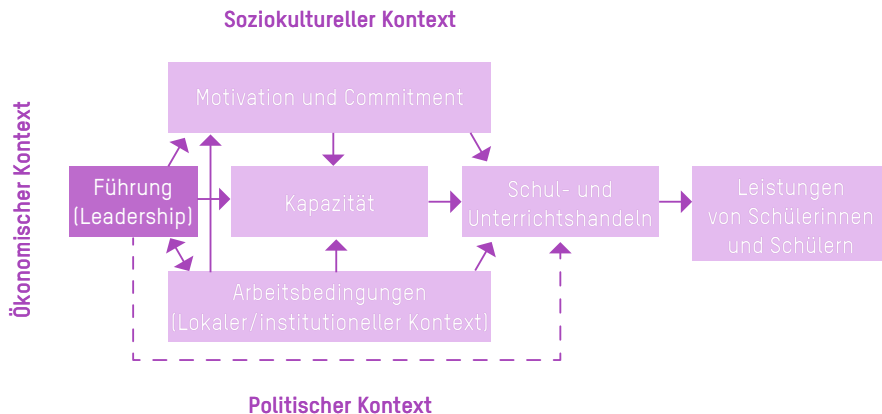 Soziokultureller Kontext
Ökonomischer Kontext
Motivation und Commitment
Führung
(Leadership)
Kapazität
Schul- und
Unterrichtshandeln
Leistungen
von Schülerinnen
und Schülern
Arbeitsbedingungen
(Lokaler/institutioneller Kontext)
Politischer Kontext